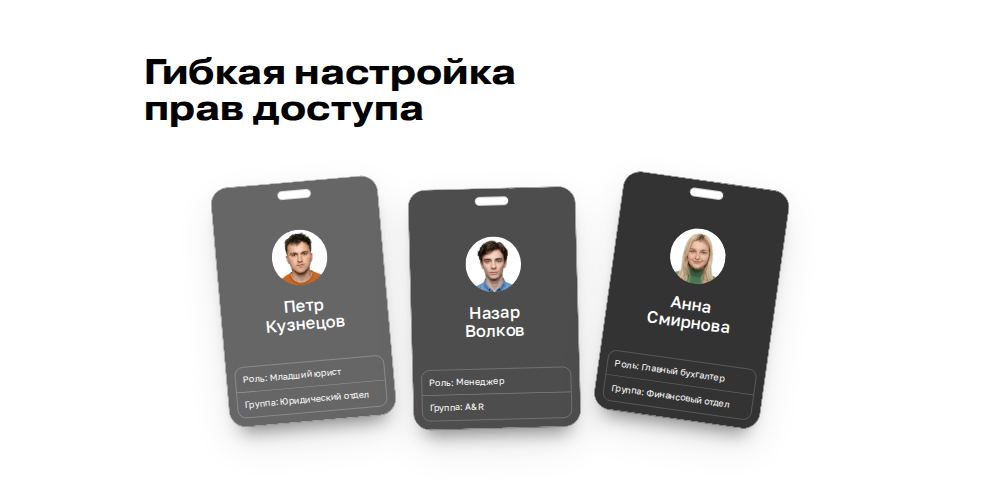 Гибкая настройка
прав доступа
Петр
Кузнецов
Роль: Младший юрист
Группа: Юридический отдел
Назар
Волков
Роль: Менеджер
Группа: A&R
Анна
Смирнова
Роль: Главный бухгалтер
Группа: Финансовый отдел